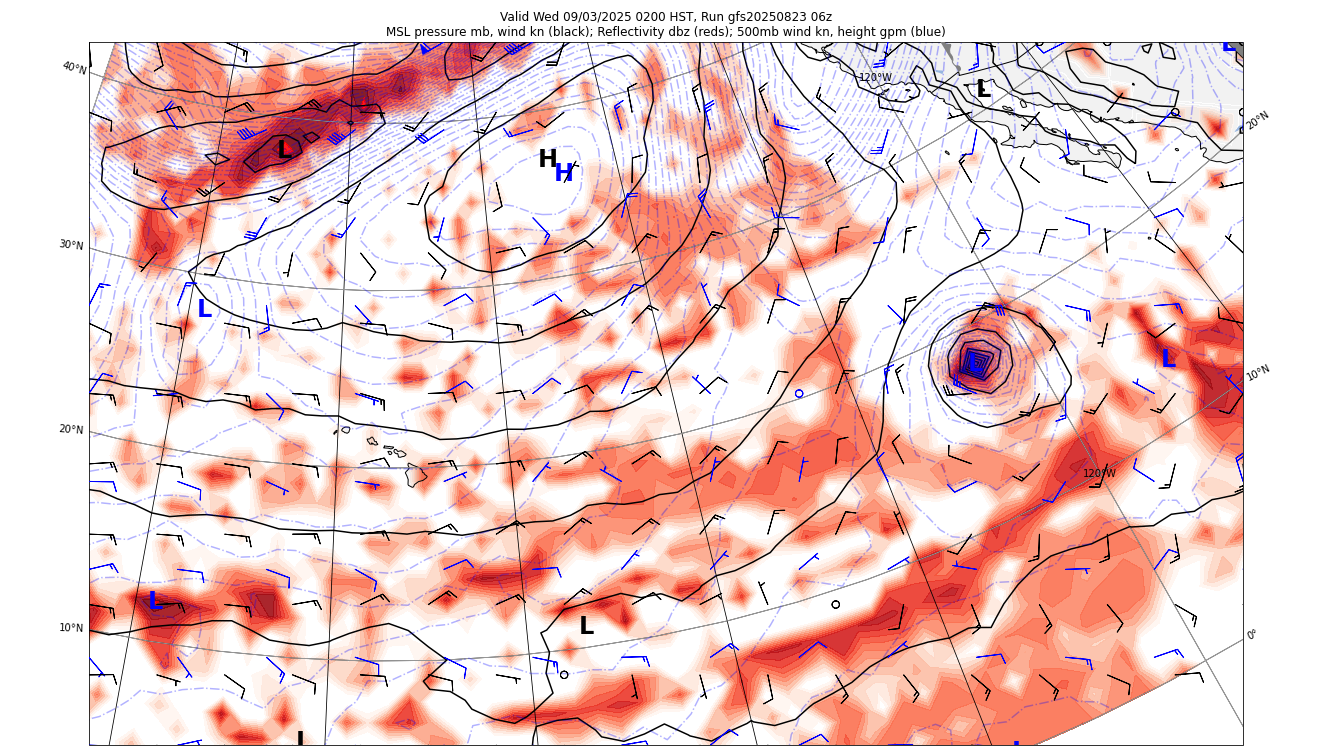 Valid Wed 09/03/2025 0200 HST, Run gfs20250823 06z
MSL pressure mb, wind kn (black); Reflectivity dbz (reds); 500mb wind kn, height gpm (blue)
L
40°N
120°W
L
20°N
L
H
H
30°N
L
L
L
10°N
20°N
120°W
L
10°N
L
0°
L
L